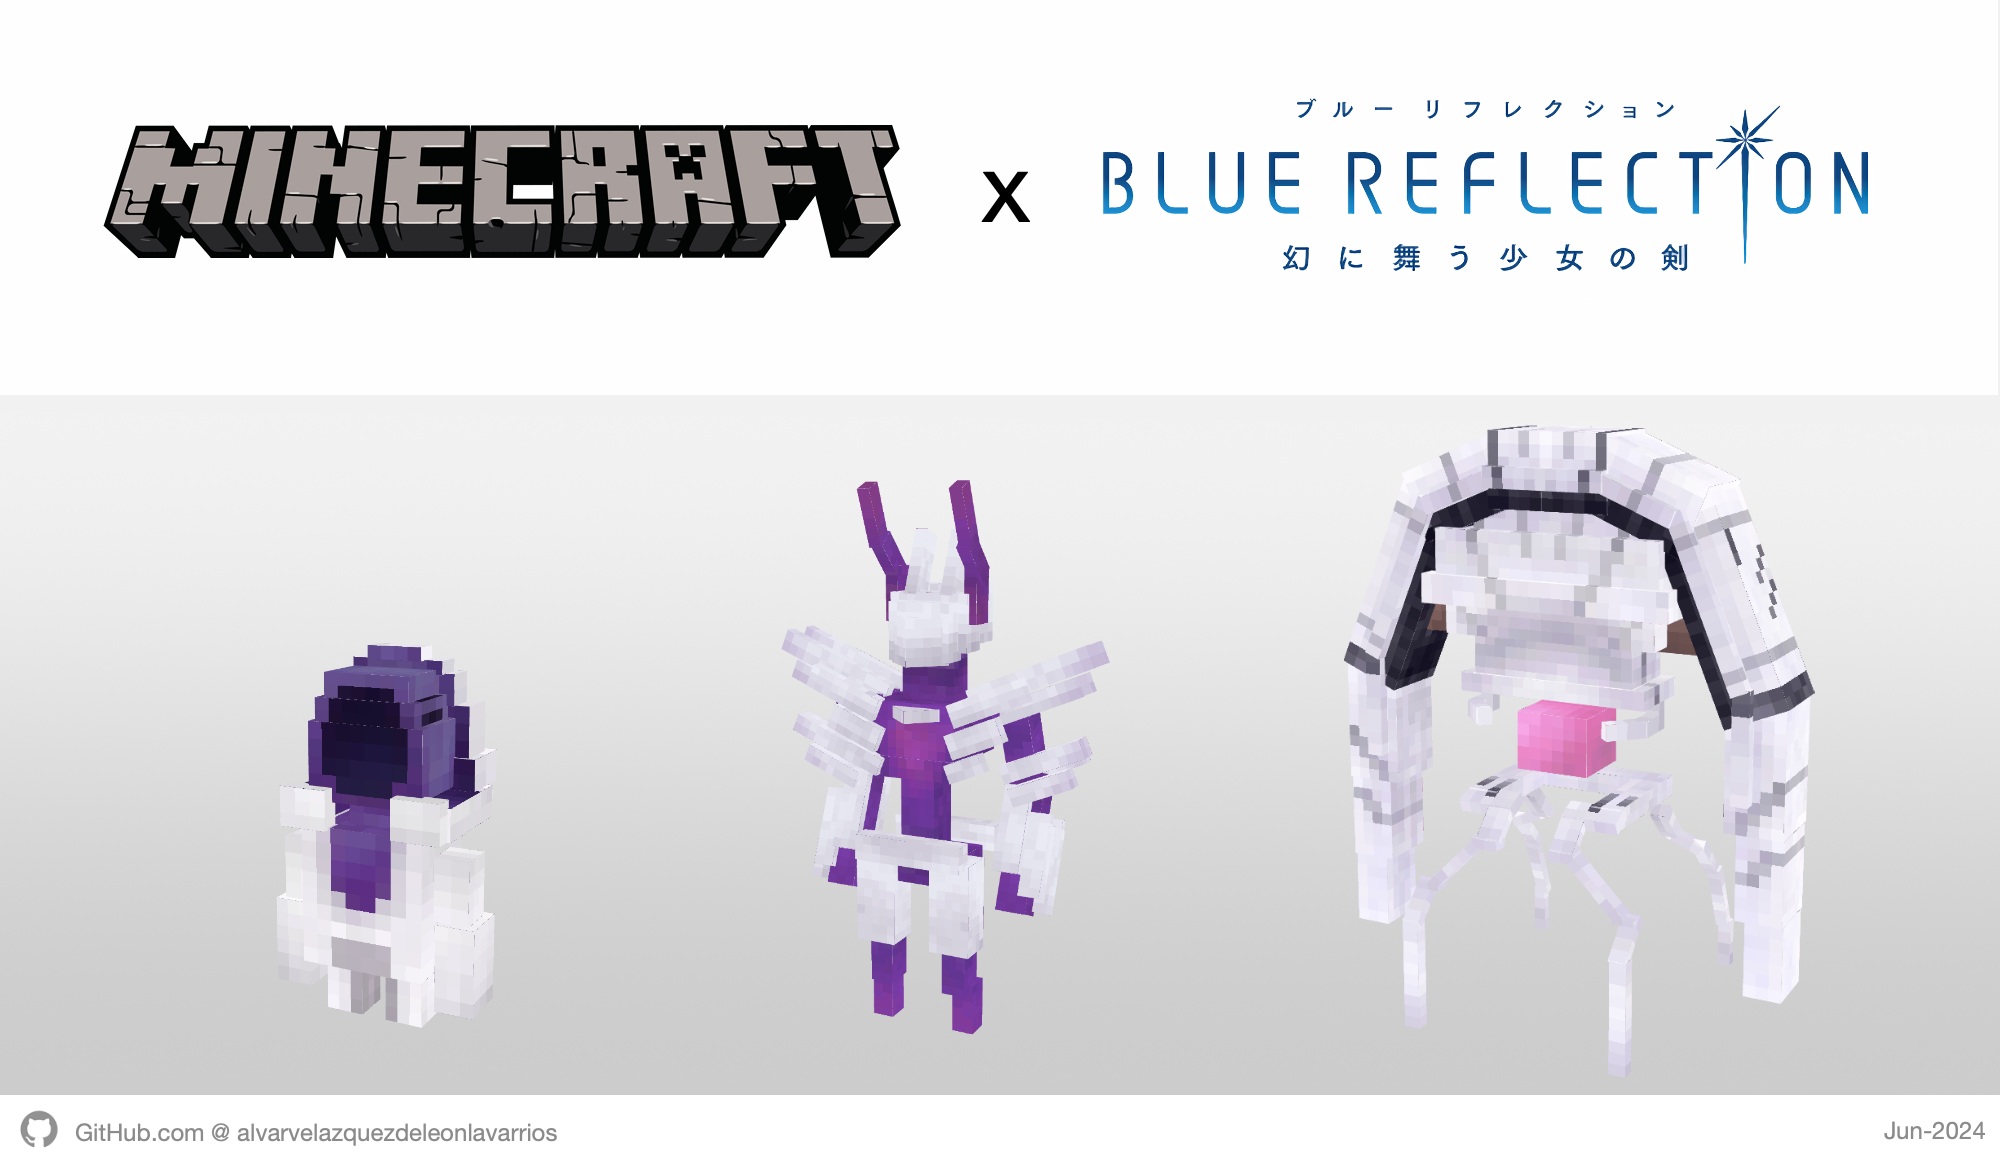 MINECRAFT
x
ブルー リフレクション
BLUE REFLECTION
幻に舞う少女の剣
GitHub.com @ alvarvelazquezdeleonlavarrios
Jun-2024